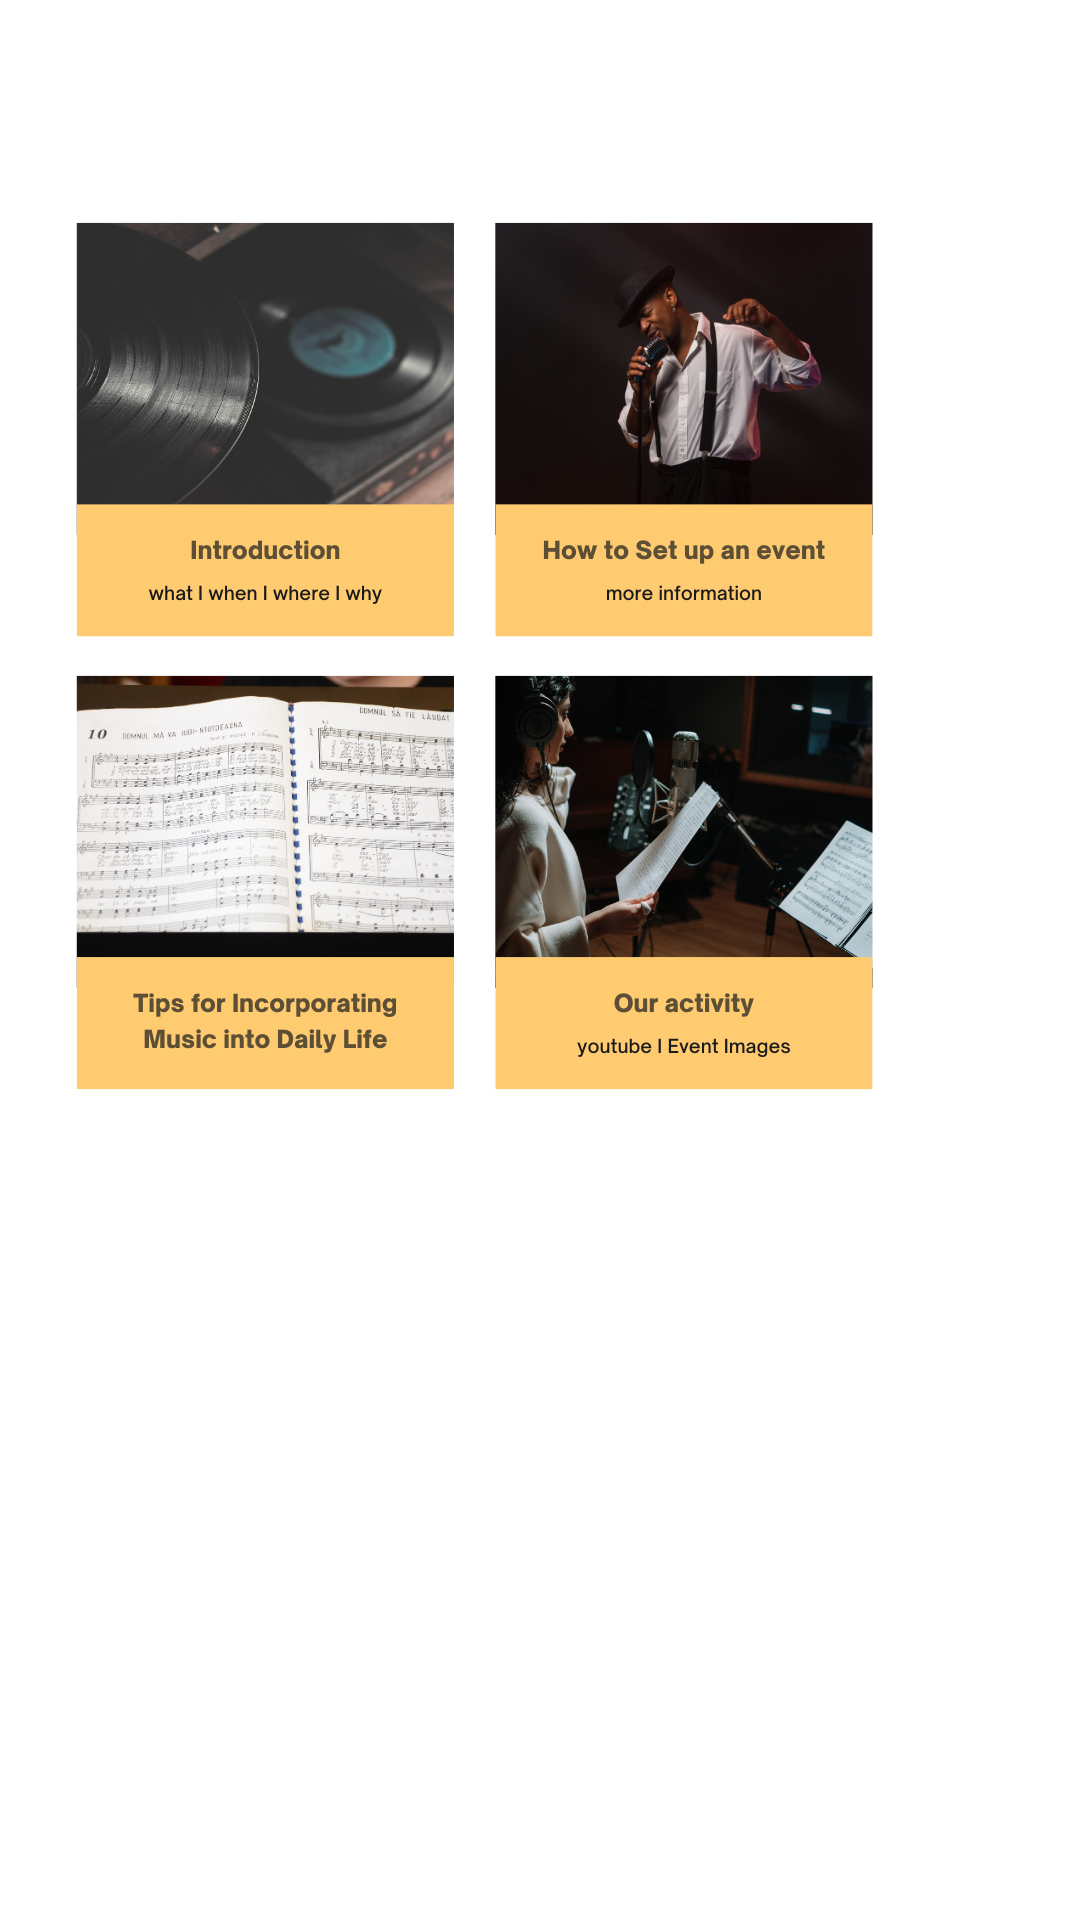 Introduction
what I when I where I why
How to Set up an event
more information
10
DOMNUL MĂ VA IUBI-NTOTDEAUNA
DOMNUL SĂ FIE LĂUDAT
Tips for Incorporating
Music into Daily Life
Our activity
youtube I Event Images